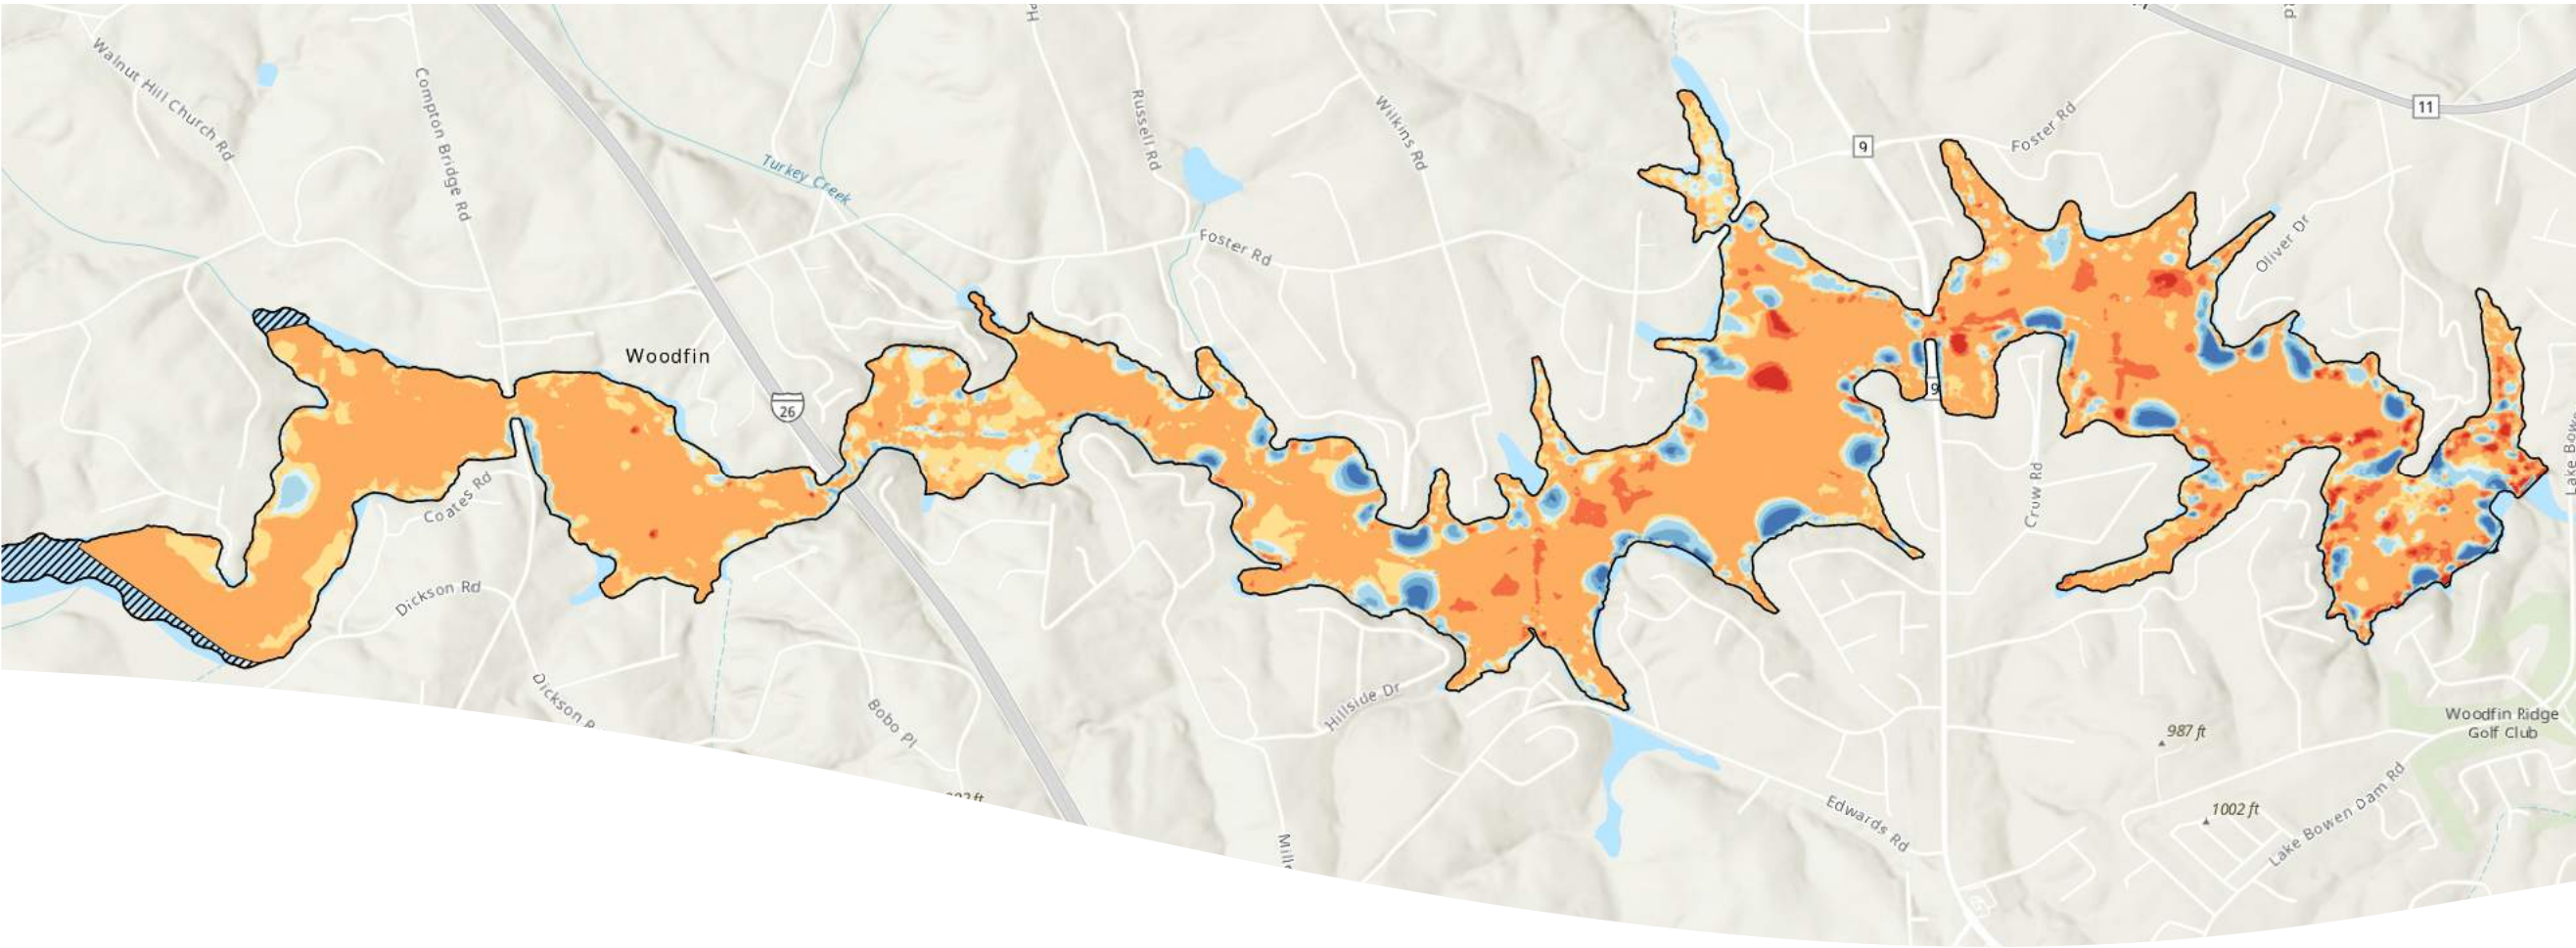 Walnut Hill Church Rd
Compton Bridge Rd
Turkey Creek
Russell Rd
Wilkins Rd
Foster Rd
9
Foster Rd
11
Oliver Dr
Woodfin
26
9
Coates Rd
Dickson Rd
Cruw Rd
Hillside Dr
Bobo Pl
Edwards Rd
987 ft
1002 ft
Woodfin Ridge
Golf Club
Lake Bowen Dam Rd